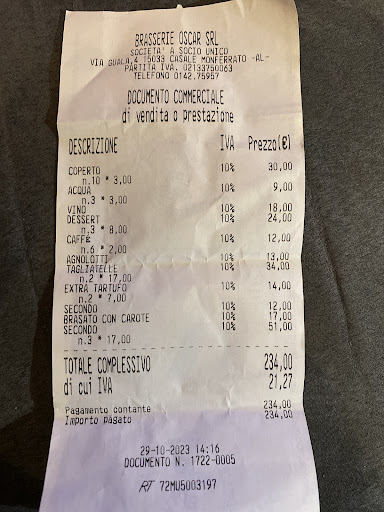 BRASSERIE OSCAR SRL
SOCIETA' A SOCIO UNICO
VIA GUALA,4 15033 CASALE MONFERRATO -AL-
PARTITA IVA. 02133750063
TELEFONO 0142.75957
DOCUMENTO COMMERCIALE
di vendita o prestazione
DESCRIZIONE IVA Prezzo(€)
COPERTO 10% 30,00
n.10 * 3,00
ACQUA 10% 9,00
n.3 * 3,00
VINO 10% 18,00
DESSERT 10% 24,00
n.3 * 8,00
CAFFÈ 10% 12,00
n.6 * 2,00
AGNOLOTTI 10% 13,00
TAGLIATELLE 10% 34,00
n.2 * 17,00
EXTRA TARTUFO 10% 14,00
n.2 * 7,00
SECONDO 10% 12,00
BRASATO CON CAROTE 10% 17,00
SECONDO 10% 51,00
n.3 * 17,00
TOTALE COMPLESSIVO 234,00
di cui IVA 21,27
Pagamento contante 234,00
Importo pagato 234,00
29-10-2023 14:16
DOCUMENTO N. 1722-0005
RT 72MU5003197